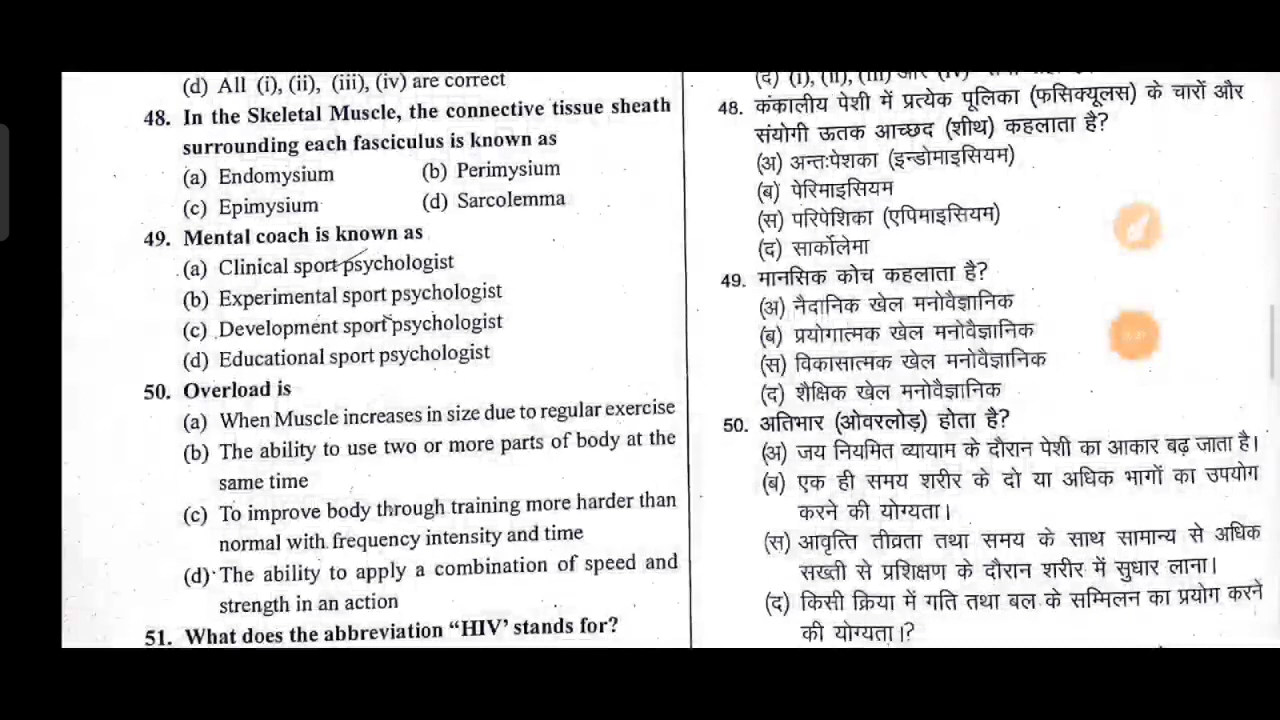 (d) All (i), (ii), (iii), (iv) are correct
48. In the Skeletal Muscle, the connective tissue sheath
surrounding each fasciculus is known as
(a) Endomysium (b) Perimysium
(c) Epimysium (d) Sarcolemma
49. Mental coach is known as
(a) Clinical sport psychologist
(b) Experimental sport psychologist
(c) Development sport psychologist
(d) Educational sport psychologist
50. Overload is
(a) When Muscle increases in size due to regular exercise
(b) The ability to use two or more parts of body at the
same time
(c) To improve body through training more harder than
normal with frequency intensity and time
(d) The ability to apply a combination of speed and
strength in an action
51. What does the abbreviation “HIV’ stands for?
(द) (i), (ii), (iii) और (iv)
48. कंकालीय पेशी में प्रत्येक पूलिका (फसिक्यूलस) के चारों और
संयोगी ऊतक आच्छद (शीथ) कहलाता है?
(अ) अन्तःपेशका (इन्डोमाइसियम)
(ब) पेरिमाइसियम
(स) परिपेशिका (एपिमाइसियम)
(द) सार्कोलेमा
49. मानसिक कोच कहलाता है?
(अ) नैदानिक खेल मनोवैज्ञानिक
(ब) प्रयोगात्मक खेल मनोवैज्ञानिक
(स) विकासात्मक खेल मनोवैज्ञानिक
(द) शैक्षिक खेल मनोवैज्ञानिक
50. अतिभार (ओवरलोड़) होता है?
(अ) जय नियमित व्यायाम के दौरान पेशी का आकार बढ़ जाता है।
(ब) एक ही समय शरीर के दो या अधिक भागों का उपयोग
करने की योग्यता।
(स) आवृत्ति तीव्रता तथा समय के साथ सामान्य से अधिक
सख्ती से प्रशिक्षण के दौरान शरीर में सुधार लाना।
(द) किसी क्रिया में गति तथा बल के सम्मिलन का प्रयोग करने
की योग्यता।?